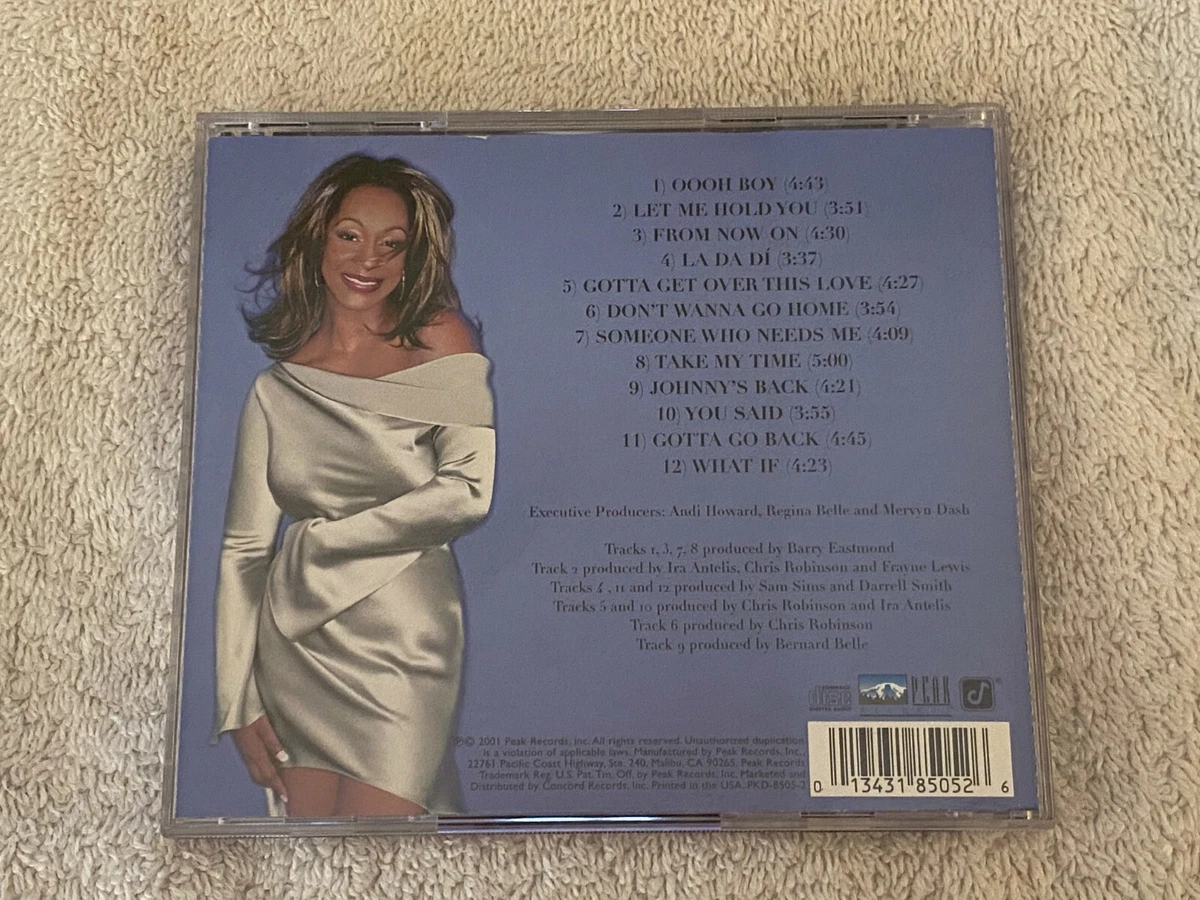 1) OOOH BOY (4:43)
2) LET ME HOLD YOU (3:51)
3) FROM NOW ON (4:30)
4) LA DA DÍ (3:37)
5) GOTTA GET OVER THIS LOVE (4:27)
6) DON'T WANNA GO HOME (3:54)
7) SOMEONE WHO NEEDS ME (4:09)
8) TAKE MY TIME (5:00)
9) JOHNNY'S BACK (4:21)
10) YOU SAID (3:55)
11) GOTTA GO BACK (4:45)
12) WHAT IF (4:23)
Executive Producers: Andi Howard, Regina Belle and Mervyn Dash
Tracks 1, 3, 7, 8 produced by Barry Eastmond
Track 2 produced by Ira Antelis, Chris Robinson and Frayne Lewis
Tracks 4 , 11 and 12 produced by Sam Sims and Darrell Smith
Tracks 5 and 10 produced by Chris Robinson and Ira Antelis
Track 6 produced by Chris Robinson
Track 9 produced by Bernard Belle
COMPACT disc DIGITAL AUDIO
PEAK
℗© 2001 Peak Records, Inc. All rights reserved. Unauthorized duplication
is a violation of applicable laws. Manufactured by Peak Records, Inc.,
22761 Pacific Coast Highway, Ste. 240, Malibu, CA 90265. Peak Records
Trademark Reg. U.S. Pat. Tm. Off. by Peak Records, Inc. Marketed and
Distributed by Concord Records, Inc. Printed in the USA. PKD-8505-2
0 13431 85052 6